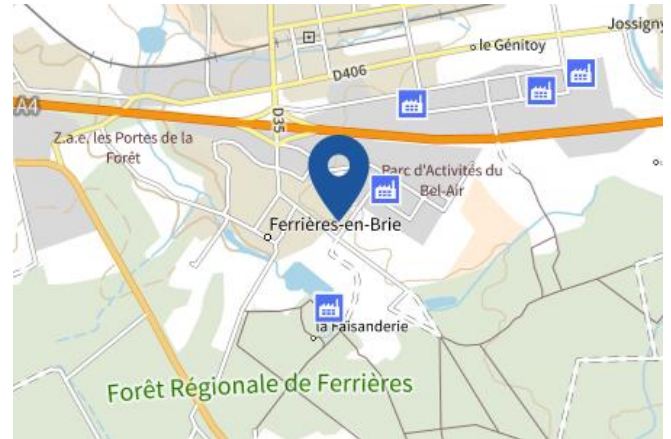 Jossigny
le Génitoy
D406
A4
D35
Z.a.e. les Portes de la
Forêt
Parc d'Activités du
Bel-Air
Ferrières-en-Brie
la Faisanderie
Forêt Régionale de Ferrières